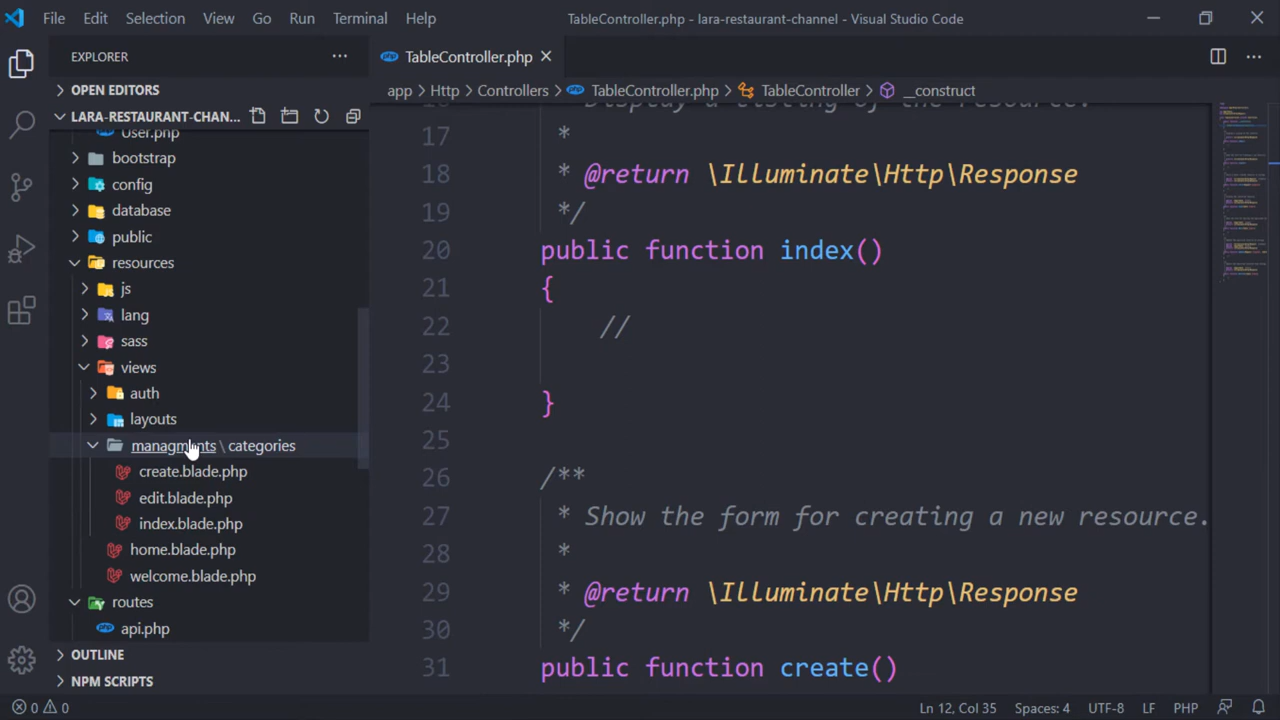 File Edit Selection View Go Run Terminal Help TableController.php - lara-restaurant-channel - Visual Studio Code
EXPLORER
OPEN EDITORS
LARA-RESTAURANT-CHAN...
User.php
bootstrap
config
database
public
resources
js
lang
sass
views
auth
layouts
managments \ categories
create.blade.php
edit.blade.php
index.blade.php
home.blade.php
welcome.blade.php
routes
api.php
OUTLINE
NPM SCRIPTS
TableController.php
app > Http > Controllers > TableController.php > TableController > __construct
16 * Display a listing of the resource.
17 *
18 * @return \Illuminate\Http\Response
19 */
20 public function index()
21 {
22 //
23
24 }
25
26 /**
27 * Show the form for creating a new resource.
28 *
29 * @return \Illuminate\Http\Response
30 */
31 public function create()
0 0 Ln 12, Col 35 Spaces: 4 UTF-8 LF PHP